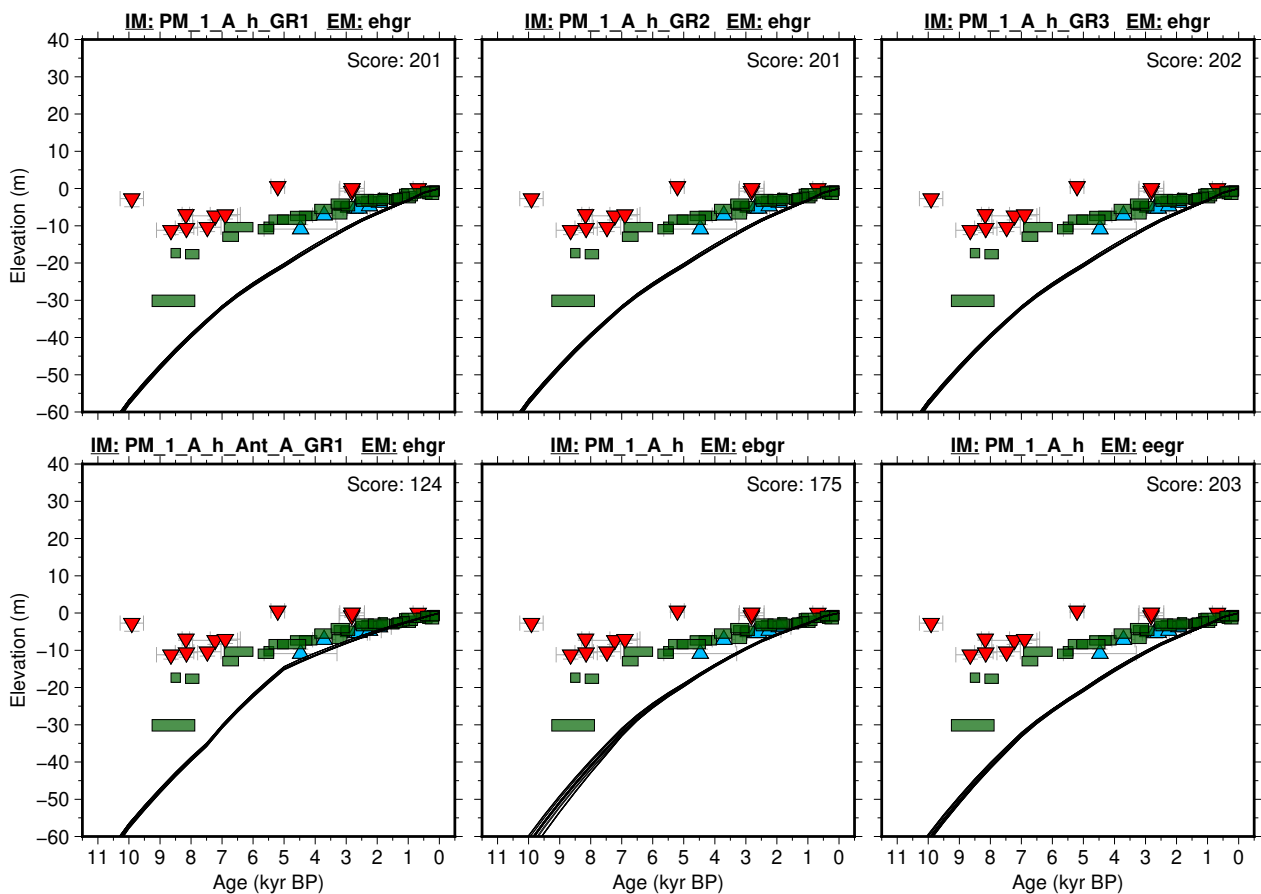 IM: PM_1_A_h_GR1 EM: ehgr
IM: PM_1_A_h_GR2 EM: ehgr
IM: PM_1_A_h_GR3 EM: ehgr
40
30
20
10
0
−10
−20
−30
−40
−50
−60
Elevation (m)
Score: 201
Score: 201
Score: 202
IM: PM_1_A_h_Ant_A_GR1 EM: ehgr
IM: PM_1_A_h EM: ebgr
IM: PM_1_A_h EM: eegr
40
30
20
10
0
−10
−20
−30
−40
−50
−60
Elevation (m)
Score: 124
Score: 175
Score: 203
11 10 9 8 7 6 5 4 3 2 1 0
11 10 9 8 7 6 5 4 3 2 1 0
11 10 9 8 7 6 5 4 3 2 1 0
Age (kyr BP)
Age (kyr BP)
Age (kyr BP)